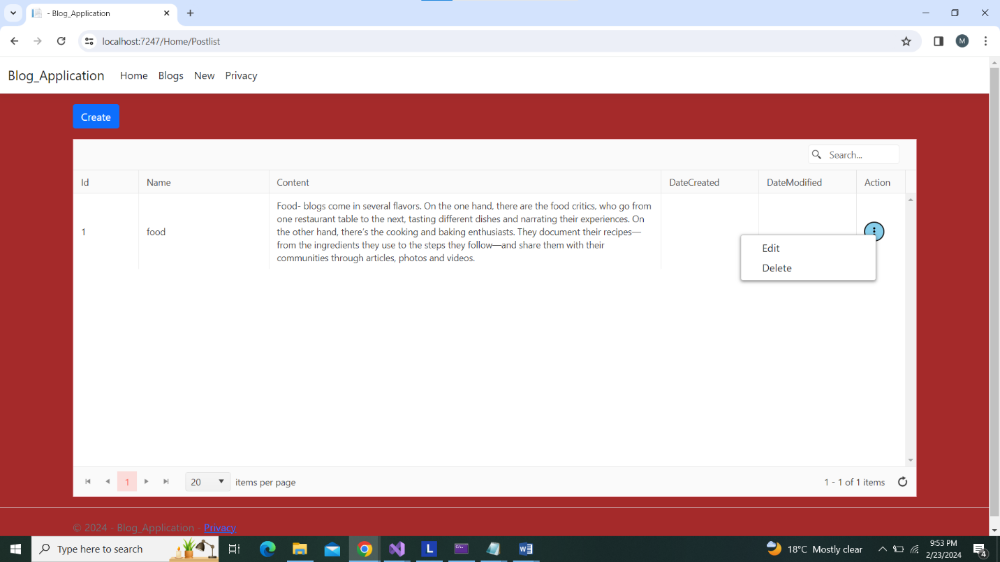 - Blog_Application
localhost:7247/Home/Postlist
M
Blog_Application Home Blogs New Privacy
Create
Search...
Id Name Content DateCreated DateModified Action
Food- blogs come in several flavors. On the one hand, there are the food critics, who go from
one restaurant table to the next, tasting different dishes and narrating their experiences. On
1 food the other hand, there's the cooking and baking enthusiasts. They document their recipes—
from the ingredients they use to the steps they follow—and share them with their
communities through articles, photos and videos.
Edit
Delete
1 20 items per page 1 - 1 of 1 items
© 2024 - Blog_Application - Privacy
Type here to search
L
18°C Mostly clear
9:53 PM
2/23/2024
4